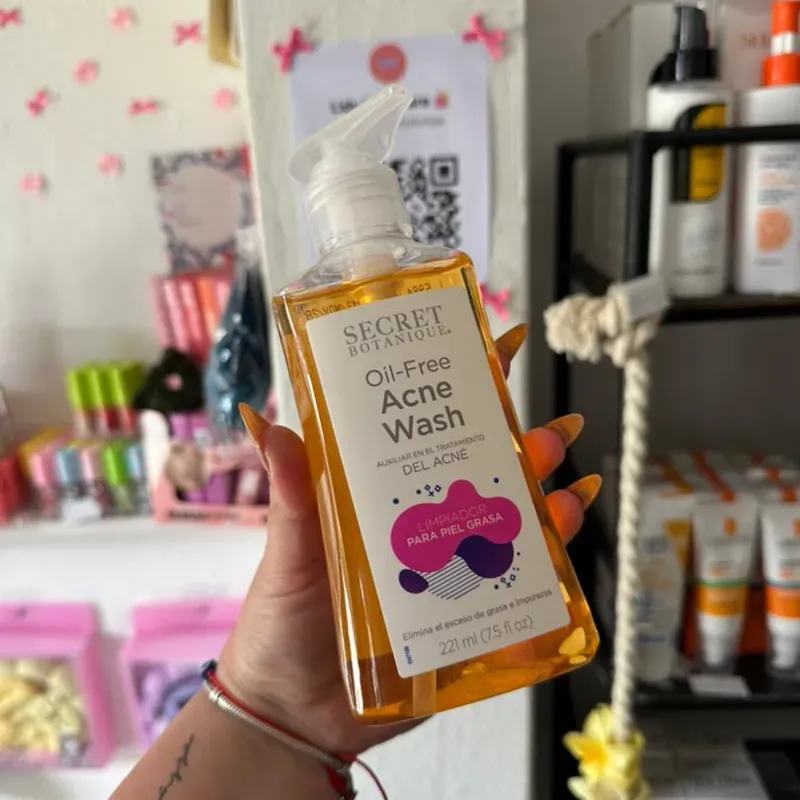 SECRET
BOTANIQUE®
Oil-Free
Acne
Wash
AUXILIAR EN EL TRATAMIENTO
DEL ACNÉ
LIMPIADOR
PARA PIEL GRASA
Elimina el exceso de grasa e impurezas
221 ml (7.5 fl oz)